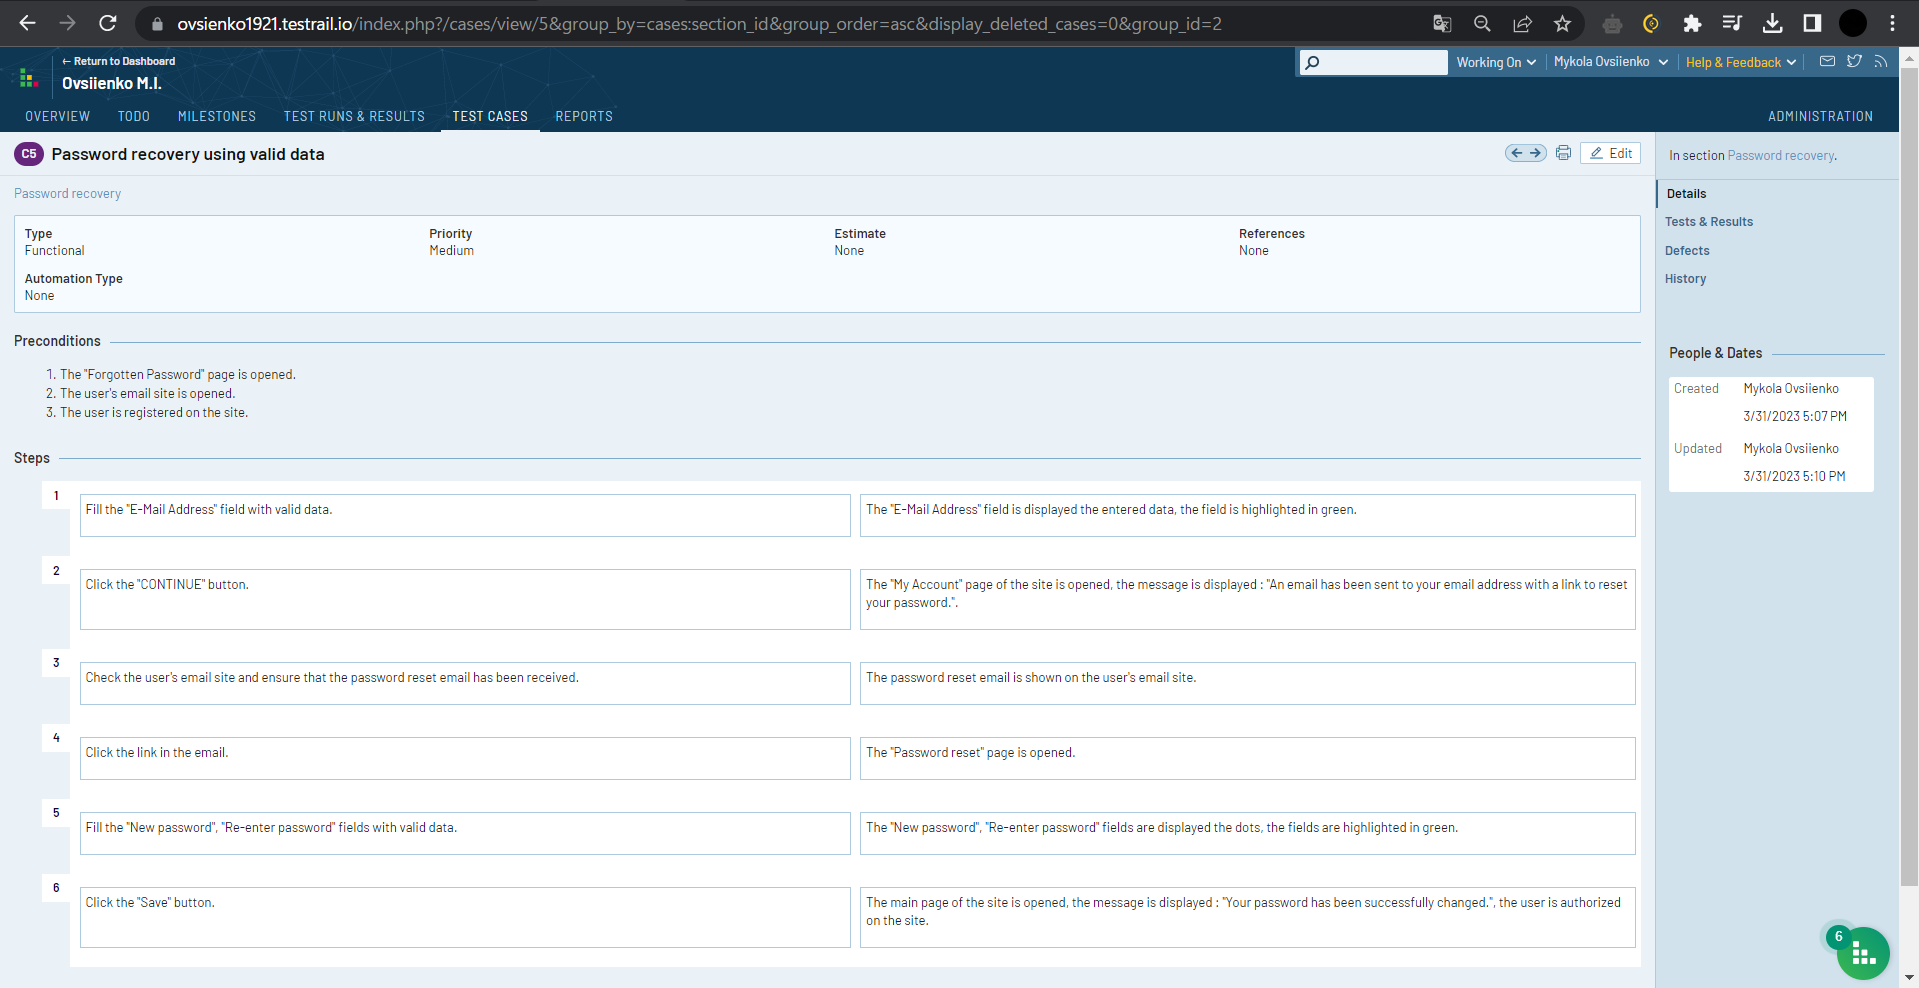 ovsienko1921.testrail.io/index.php?/cases/view/5&group_by=cases:section_id&group_order=asc&display_deleted_cases=0&group_id=2
← Return to Dashboard
Ovsiienko M.I.
Working On
Mykola Ovsiienko
Help & Feedback
OVERVIEW
TODO
MILESTONES
TEST RUNS & RESULTS
TEST CASES
REPORTS
ADMINISTRATION
C5 Password recovery using valid data
Edit
Password recovery
Type
Functional
Priority
Medium
Estimate
None
References
None
Automation Type
None
Preconditions
1. The "Forgotten Password" page is opened.
2. The user's email site is opened.
3. The user is registered on the site.
Steps
1
Fill the "E-Mail Address" field with valid data.
The "E-Mail Address" field is displayed the entered data, the field is highlighted in green.
2
Click the "CONTINUE" button.
The "My Account" page of the site is opened, the message is displayed : "An email has been sent to your email address with a link to reset
your password.".
3
Check the user's email site and ensure that the password reset email has been received.
The password reset email is shown on the user's email site.
4
Click the link in the email.
The "Password reset" page is opened.
5
Fill the "New password", "Re-enter password" fields with valid data.
The "New password", "Re-enter password" fields are displayed the dots, the fields are highlighted in green.
6
Click the "Save" button.
The main page of the site is opened, the message is displayed : "Your password has been successfully changed.", the user is authorized
on the site.
In section Password recovery.
Details
Tests & Results
Defects
History
People & Dates
Created
Mykola Ovsiienko
3/31/2023 5:07 PM
Updated
Mykola Ovsiienko
3/31/2023 5:10 PM
6